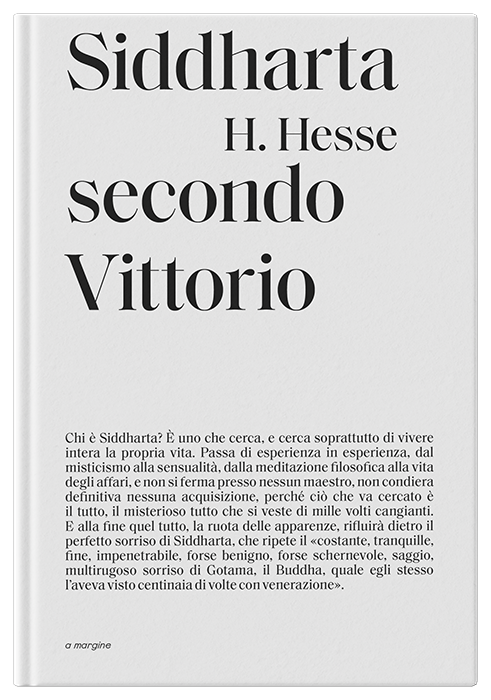 Siddharta
H. Hesse
secondo
Vittorio
Chi è Siddharta? È uno che cerca, e cerca soprattutto di vivere
intera la propria vita. Passa di esperienza in esperienza, dal
misticismo alla sensualità, dalla meditazione filosofica alla vita
degli affari, e non si ferma presso nessun maestro, non condiera
definitiva nessuna acquisizione, perché ciò che va cercato è
il tutto, il misterioso tutto che si veste di mille volti cangianti.
E alla fine quel tutto, la ruota delle apparenze, rifluirà dietro il
perfetto sorriso di Siddharta, che ripete il «costante, tranquille,
fine, impenetrabile, forse benigno, forse schernevole, saggio,
multirugoso sorriso di Gotama, il Buddha, quale egli stesso
l’aveva visto centinaia di volte con venerazione».
a margine